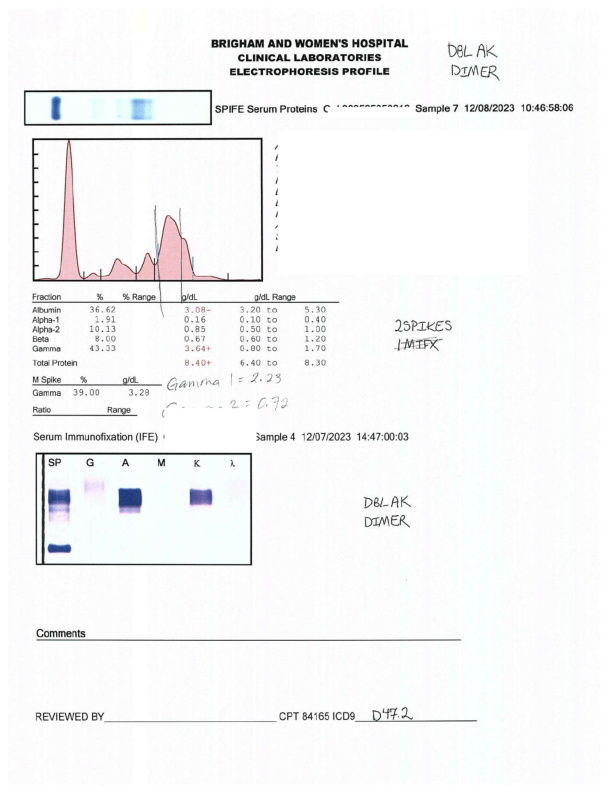 BRIGHAM AND WOMEN'S HOSPITAL
CLINICAL LABORATORIES
ELECTROPHORESIS PROFILE
DBL AK
DIMER
SPIFE Serum Proteins Sample 7 12/08/2023 10:46:58:06
Fraction % % Range g/dL g/dL Range
Albumin 36.62 3.08- 3.20 to 5.30
Alpha-1 1.91 0.16 0.10 to 0.40
Alpha-2 10.13 0.85 0.50 to 1.00
Beta 8.00 0.67 0.60 to 1.20
Gamma 43.33 3.64+ 0.80 to 1.70
Total Protein 8.40+ 6.40 to 8.30
2SPIKES
1MIFX
M Spike % g/dL
Gamma 39.00 3.28
Gamma 1 = 2.23
2 = 0.72
Ratio Range
Serum Immunofixation (IFE) Sample 4 12/07/2023 14:47:00:03
SP G A M K λ
DBL AK
DIMER
Comments
REVIEWED BY CPT 84165 ICD9 D47.2